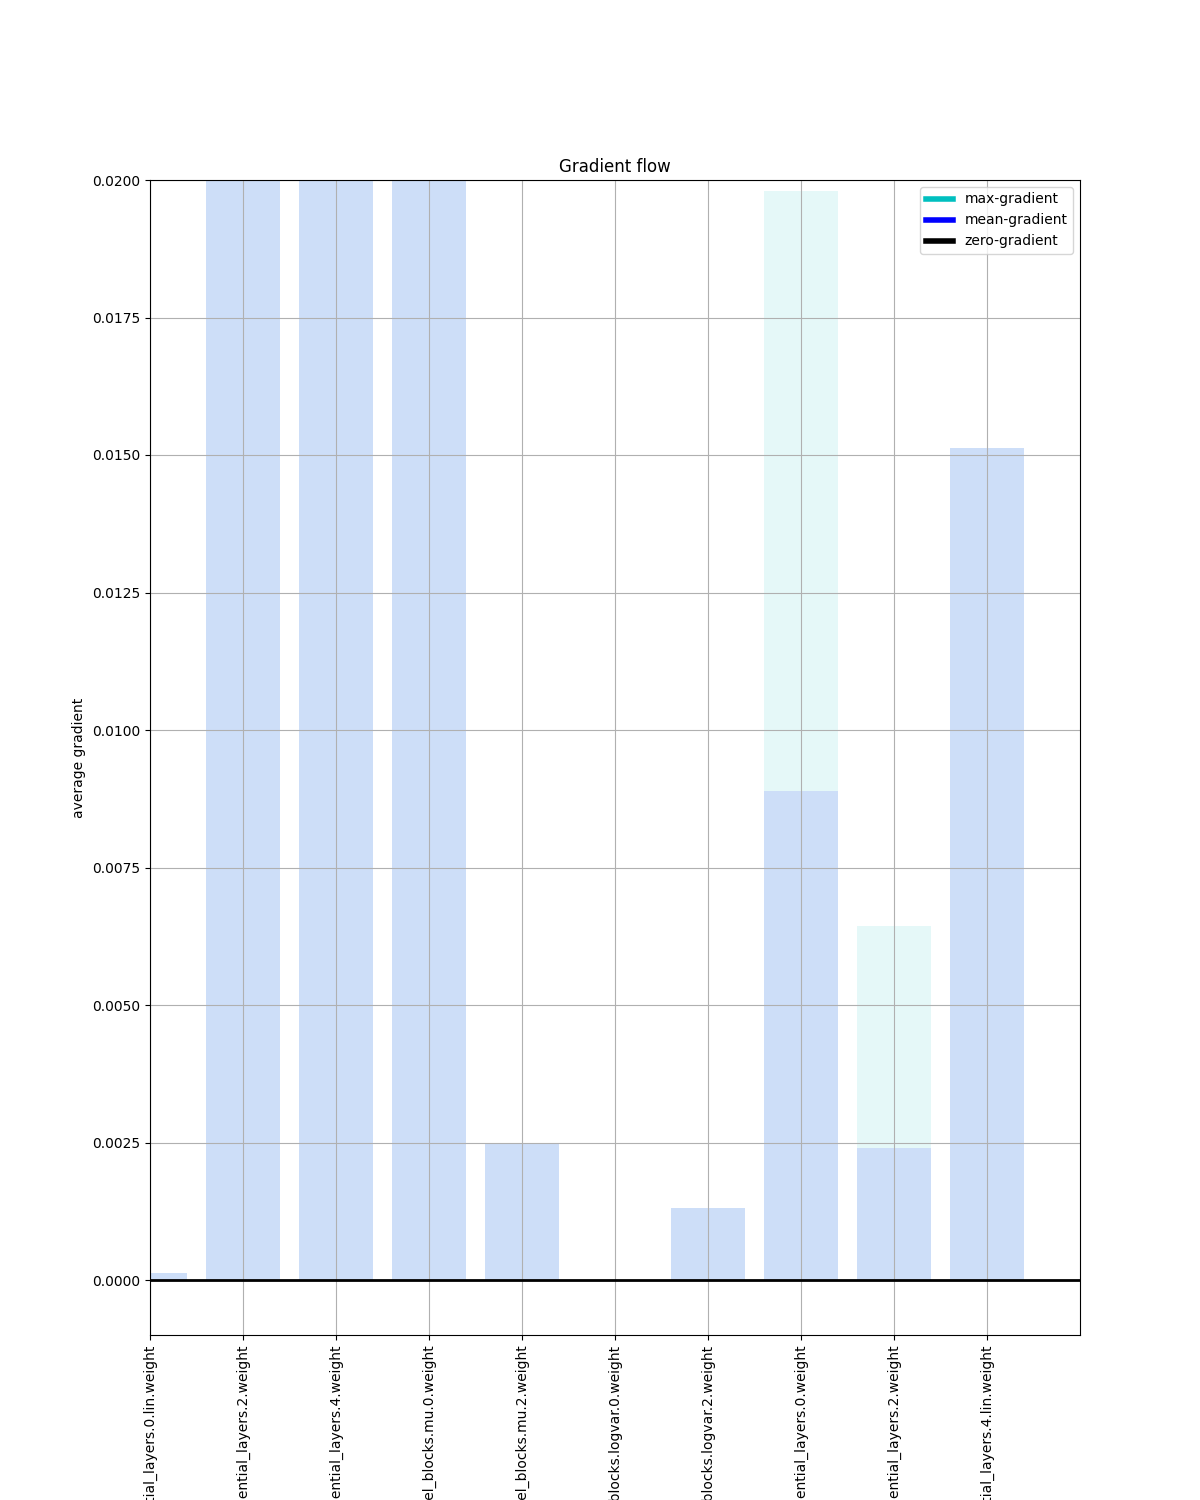 Gradient flow
max-gradient
mean-gradient
zero-gradient
average gradient
0.0200
0.0175
0.0150
0.0125
0.0100
0.0075
0.0050
0.0025
0.0000
tial_layers.0.lin.weight
ential_layers.2.weight
ential_layers.4.weight
el_blocks.mu.0.weight
el_blocks.mu.2.weight
blocks.logvar.0.weight
blocks.logvar.2.weight
ential_layers.0.weight
ential_layers.2.weight
tial_layers.4.lin.weight